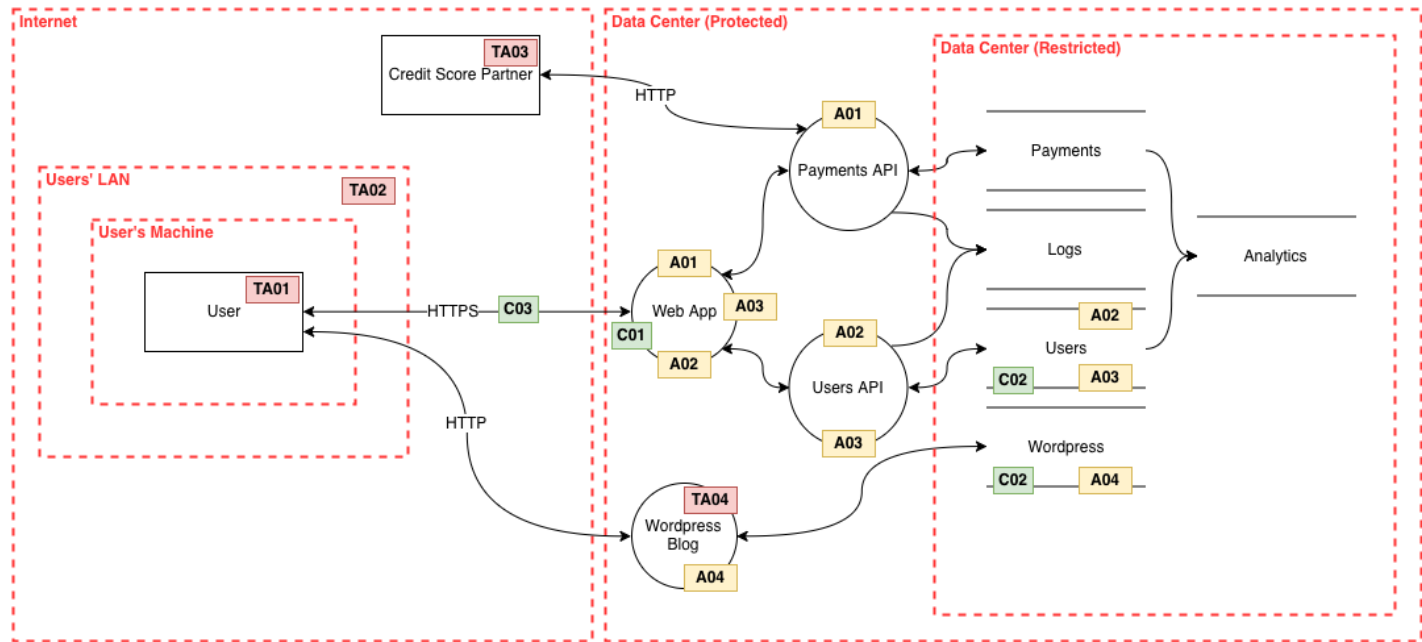 Internet
Data Center (Protected)
Data Center (Restricted)
TA03
Credit Score Partner
HTTP
A01
Payments API
Payments
Users' LAN
TA02
User's Machine
TA01
User
HTTPS
C03
A01
Web App
A03
C01
A02
Logs
Analytics
A02
Users API
A03
A02
Users
C02
A03
HTTP
Wordpress
C02
A04
TA04
Wordpress
Blog
A04